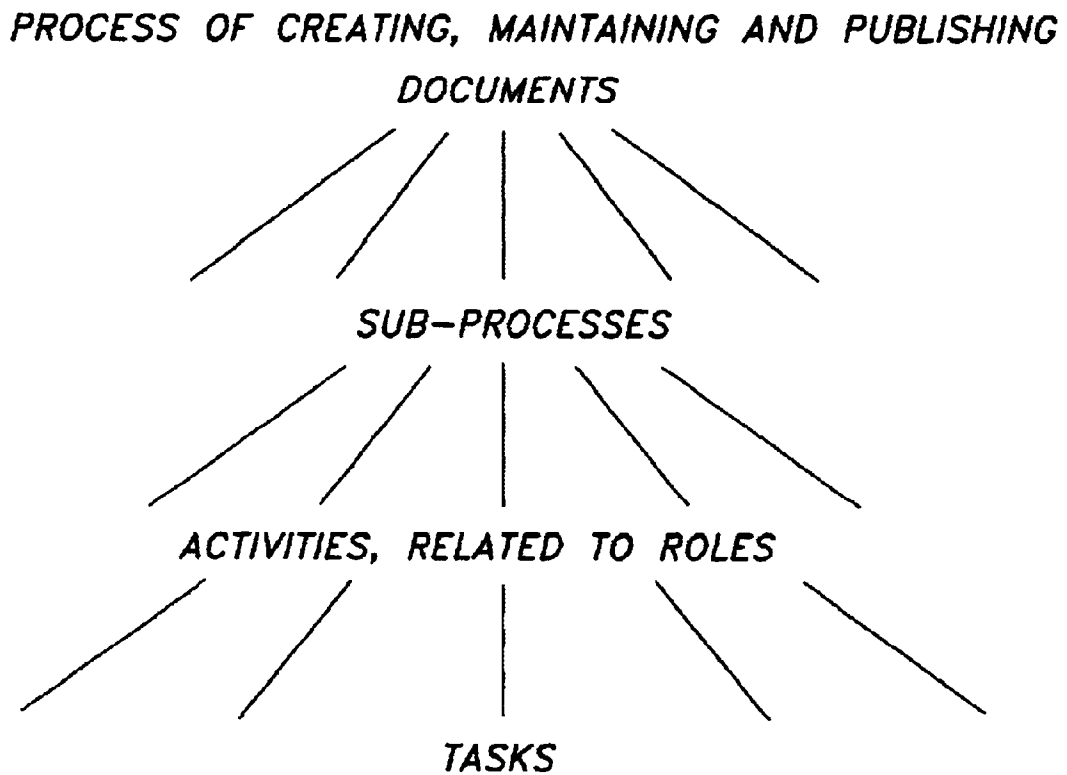 PROCESS OF CREATING, MAINTAINING AND PUBLISHING
DOCUMENTS
SUB-PROCESSES
ACTIVITIES, RELATED TO ROLES
TASKS